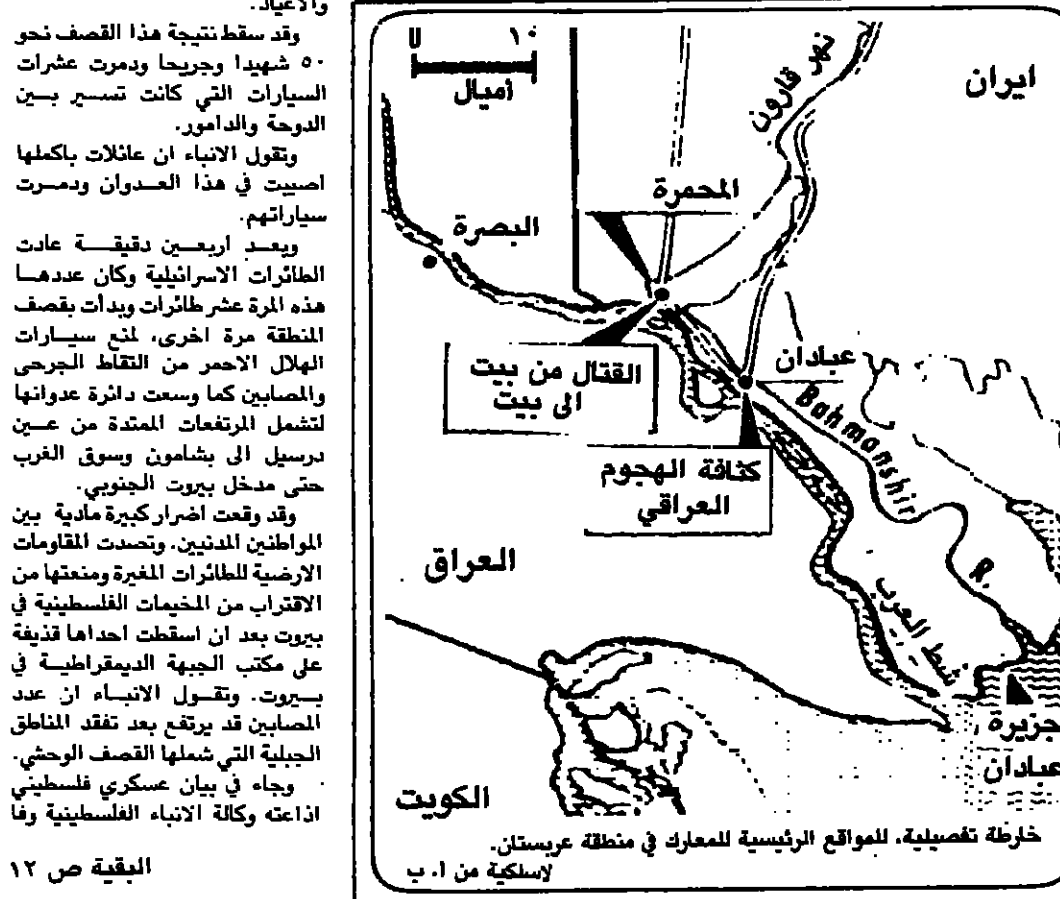 والاعياد.
وقد سقط نتيجة هذا القصف نحو
٥٠ شهيدا وجريحا ودمرت عشرات
السيارات التي كانت تسير بين
الدوحة والدامور.
وتقول الانباء ان عائلات باكملها
اصيبت في هذا العدوان ودمرت
سياراتهم.
وبعد اربعين دقيقة عادت
الطائرات الاسرائيلية وكان عددها
هذه المرة عشر طائرات وبدأت بقصف
المنطقة مرة اخرى، لمنع سيارات
الهلال الاحمر من التقاط الجرحى
والمصابين كما وسعت دائرة عدوانها
لتشمل المرتفعات الممتدة من عين
درسيل الى بشامون وسوق الغرب
حتى مدخل بيروت الجنوبي.
وقد وقعت اضرار كبيرة مادية بين
المواطنين المدنيين. وتصدت المقاومات
الارضية للطائرات المغيرة ومنعتها من
الاقتراب من المخيمات الفلسطينية في
بيروت بعد ان اسقطت احداها قذيفة
على مكتب الجبهة الديمقراطية في
بيروت. وتقول الانباء ان عدد
المصابين قد يرتفع بعد تفقد المناطق
الجبلية التي شملها القصف الوحشي.
وجاء في بيان عسكري فلسطيني
اذاعته وكالة الانباء الفلسطينية وفا
البقية ص ١٢
١٠
أميال
نهر قارون
ايران
المحمرة
البصرة
عبادان
القتال من بيت
الى بيت
Bahmanshir R.
كثافة الهجوم
العراقي
العراق
شط العرب
جزيرة
عبادان
الكويت
خارطة تفصيلية، للمواقع الرئيسية للمعارك في منطقة عربستان.
لاسلكية من أ. ب